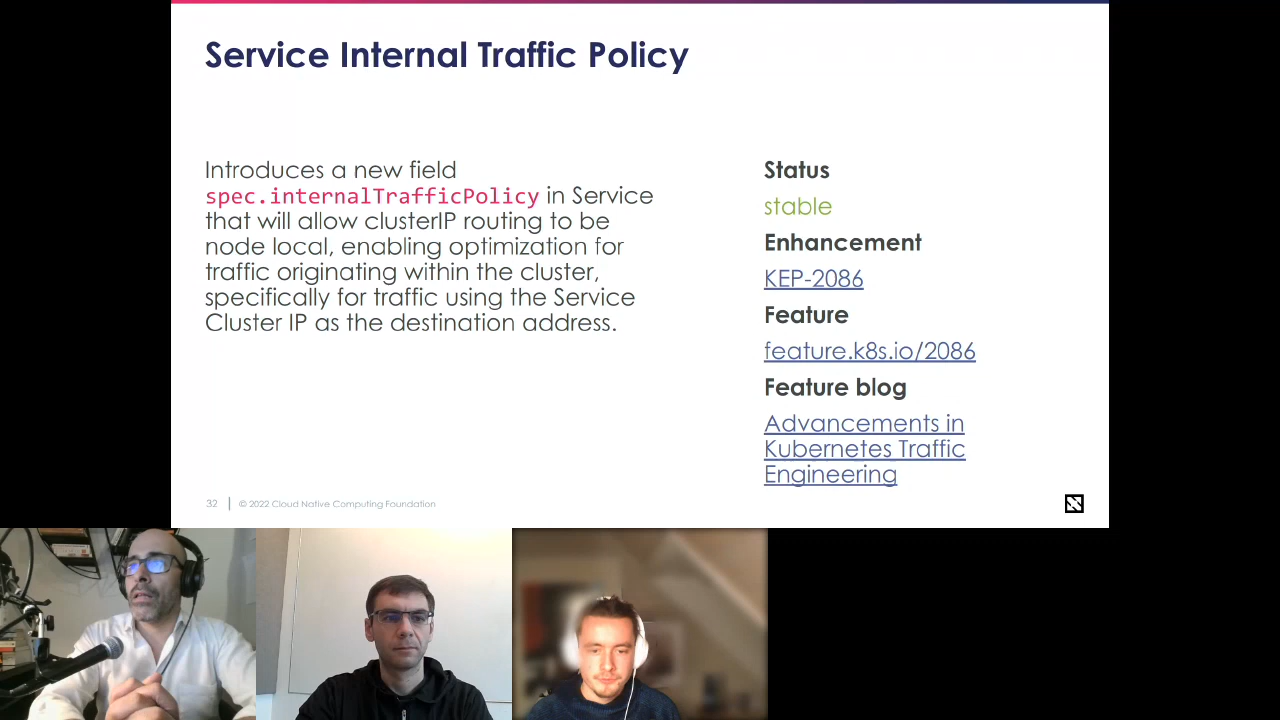 Service Internal Traffic Policy
Introduces a new field
spec.internalTrafficPolicy in Service
that will allow clusterIP routing to be
node local, enabling optimization for
traffic originating within the cluster,
specifically for traffic using the Service
Cluster IP as the destination address.
Status
stable
Enhancement
KEP-2086
Feature
feature.k8s.io/2086
Feature blog
Advancements in
Kubernetes Traffic
Engineering
32 | © 2022 Cloud Native Computing Foundation